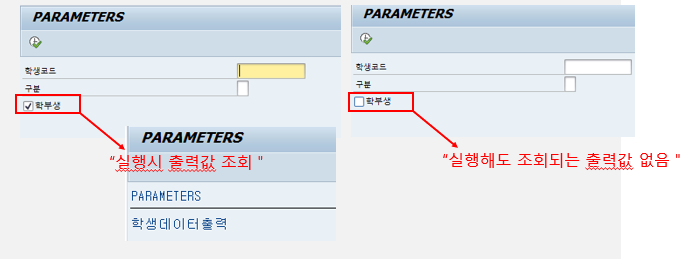 PARAMETERS
학생코드
구분
학부생
"실행시 출력값 조회 "
PARAMETERS
PARAMETERS
학생데이터출력
PARAMETERS
학생코드
구분
학부생
"실행해도 조회되는 출력값 없음 "